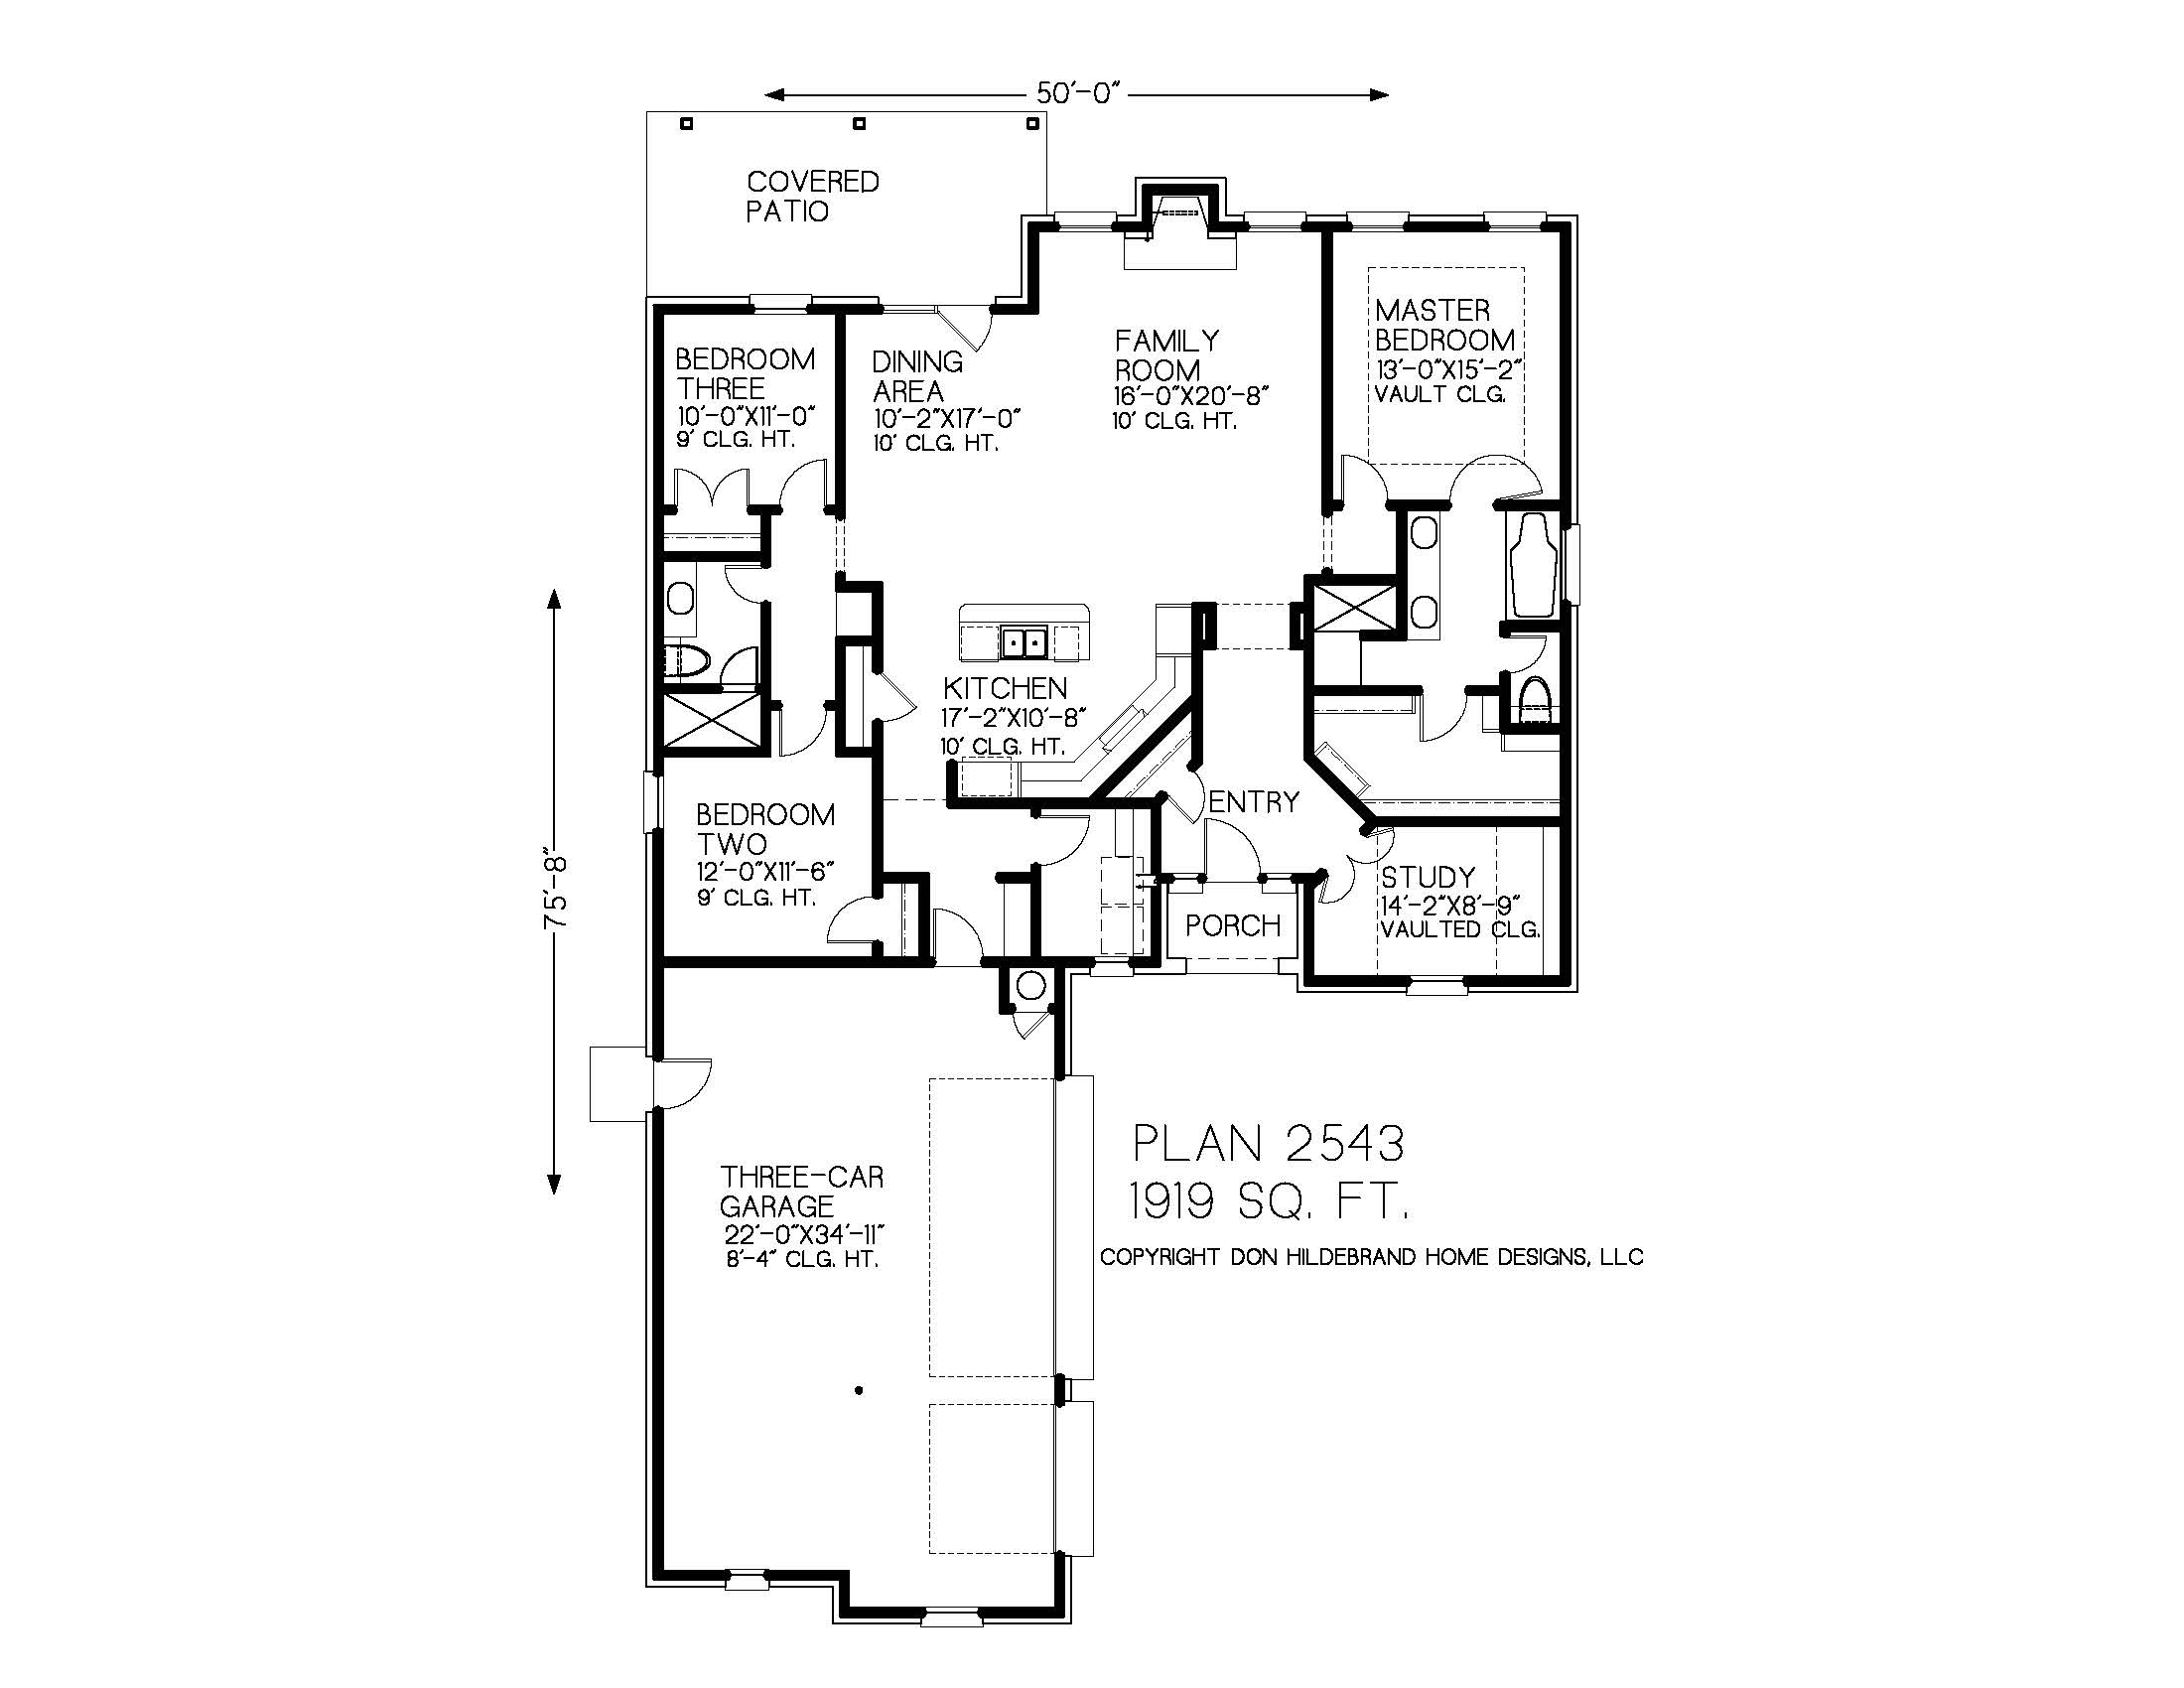 50'-0"
COVERED
PATIO
MASTER
BEDROOM
13'-0"X15'-2"
VAULT CLG.
FAMILY
ROOM
16'-0"X20'-8"
10' CLG. HT.
BEDROOM
THREE
10'-0"X11'-0"
9' CLG. HT.
DINING
AREA
10'-2"X17'-0"
10' CLG. HT.
KITCHEN
17'-2"X10'-8"
10' CLG. HT.
ENTRY
BEDROOM
TWO
12'-0"X11'-6"
9' CLG. HT.
75'-8"
STUDY
14'-2"X8'-9"
VAULTED CLG.
PORCH
PLAN 2543
1919 SQ. FT.
COPYRIGHT DON HILDEBRAND HOME DESIGNS, LLC
THREE-CAR
GARAGE
22'-0"X34'-11"
8'-4" CLG. HT.